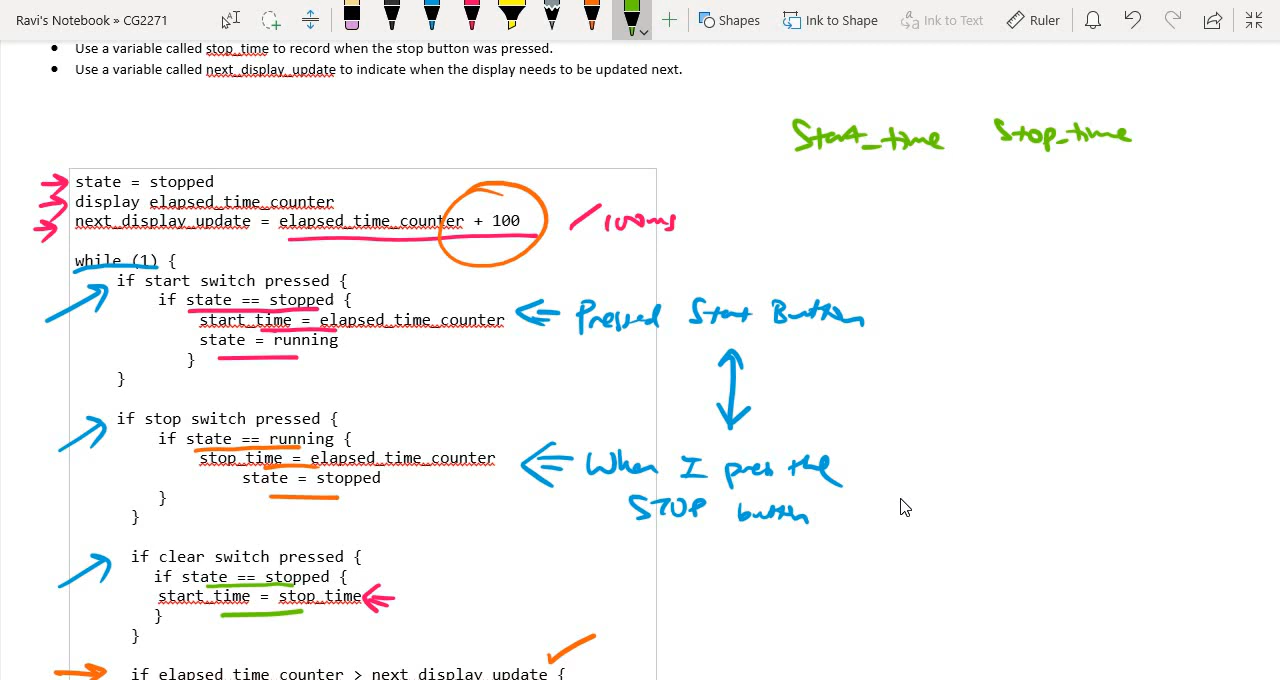 Ravi's Notebook » CG2271
Shapes
Ink to Shape
Ink to Text
Ruler
• Use a variable called stop_time to record when the stop button was pressed.
• Use a variable called next_display_update to indicate when the display needs to be updated next.
Start_time Stop_time
state = stopped
display elapsed_time_counter
next_display_update = elapsed_time_counter + 100
/100ms
while (1) {
if start switch pressed {
if state == stopped {
start_time = elapsed_time_counter
Pressed Start Button
state = running
}
}
if stop switch pressed {
if state == running {
stop_time = elapsed_time_counter
When I press the
state = stopped
STOP button
}
}
if clear switch pressed {
if state == stopped {
start_time = stop_time
}
}
if elapsed_time_counter > next_display_update {